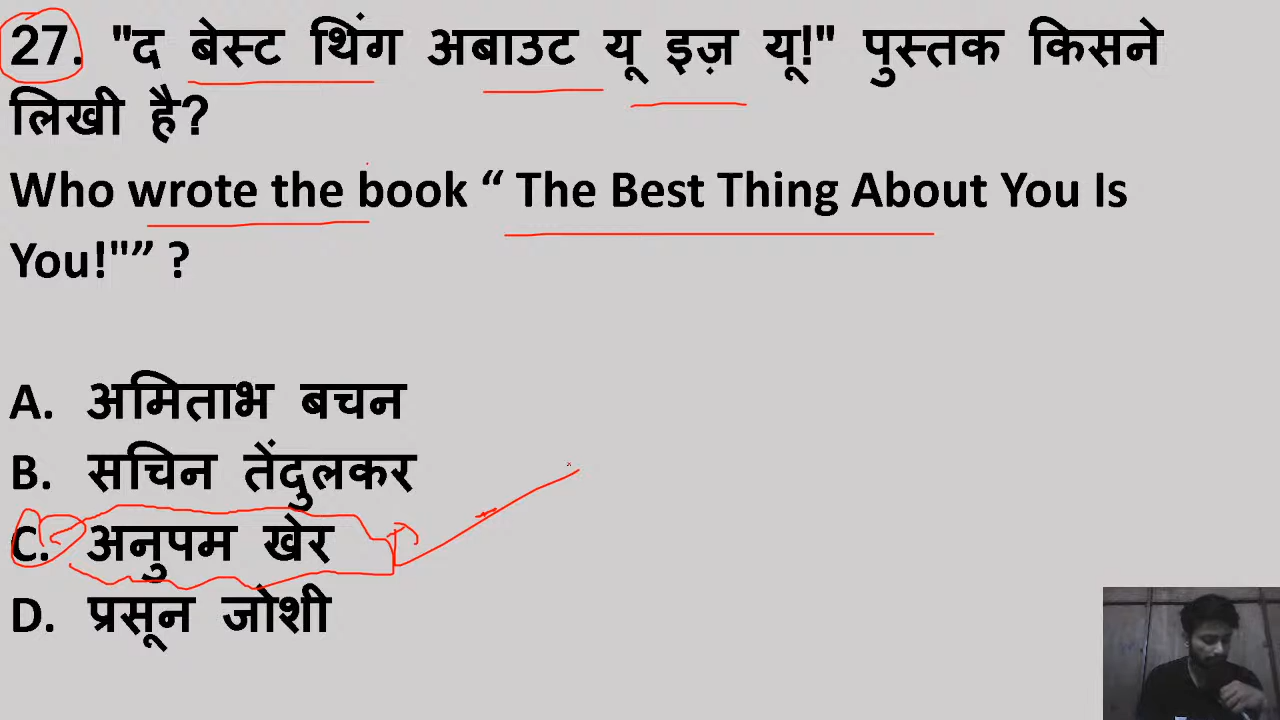 27. "द बेस्ट थिंग अबाउट यू इज़ यू!" पुस्तक किसने
लिखी है?
Who wrote the book “ The Best Thing About You Is
You!"” ?
A. अमिताभ बचन
B. सचिन तेंदुलकर
C. अनुपम खेर
D. प्रसून जोशी